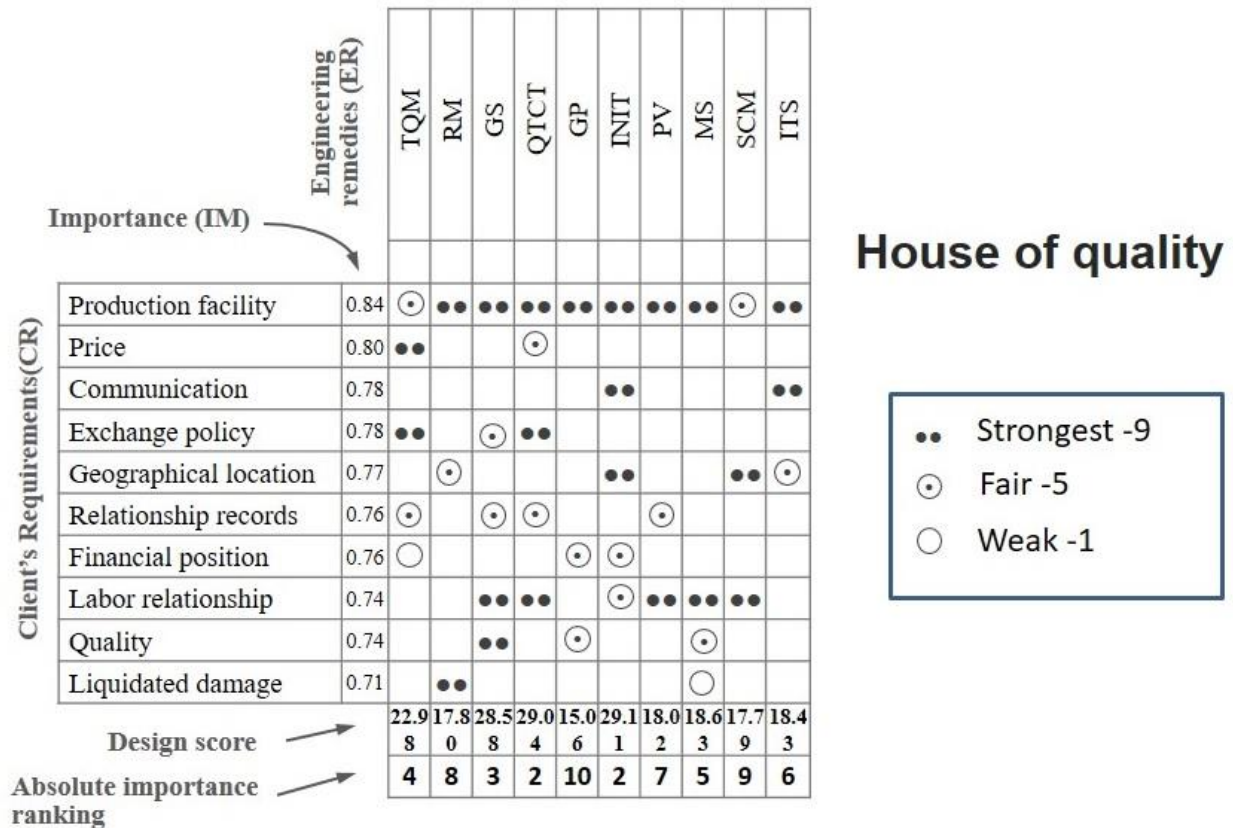 Engineering
remedies (ER)
TQM
RM
GS
QTCT
GP
INIT
PV
MS
SCM
ITS
Importance (IM)
House of quality
Client's Requirements(CR)
Production facility 0.84
Price 0.80
Communication 0.78
Exchange policy 0.78
Geographical location 0.77
Relationship records 0.76
Financial position 0.76
Labor relationship 0.74
Quality 0.74
Liquidated damage 0.71
Strongest -9
Fair -5
Weak -1
Design score
22.9 17.8 28.5 29.0 15.0 29.1 18.0 18.6 17.7 18.4
8 0 8 4 6 1 2 3 9 3
Absolute importance
ranking
4 8 3 2 10 2 7 5 9 6